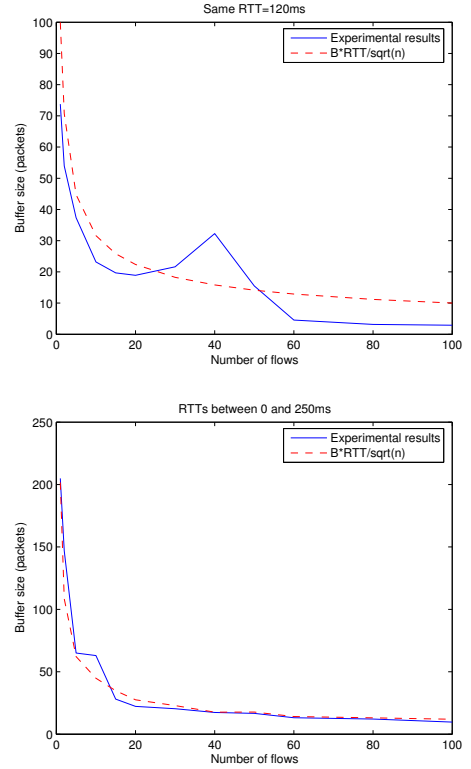 Same RTT=120ms
100
90
80
70
60
50
40
30
20
10
0
Buffer size (packets)
Experimental results
B*RTT/sqrt(n)
0 20 40 60 80 100
Number of flows
RTTs between 0 and 250ms
250
200
150
100
50
0
Buffer size (packets)
Experimental results
B*RTT/sqrt(n)
0 20 40 60 80 100
Number of flows